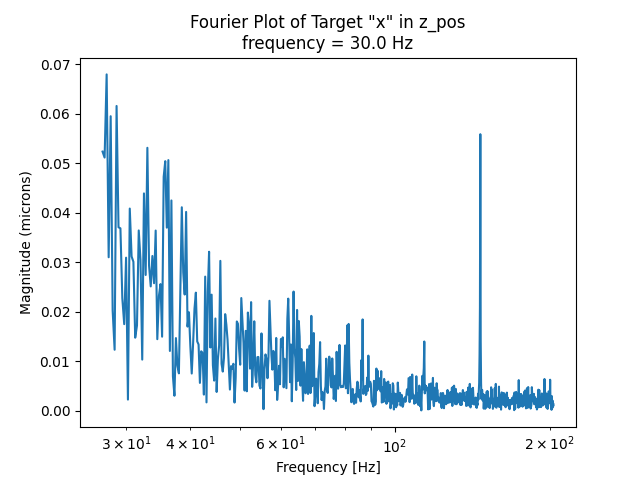 Fourier Plot of Target "x" in z_pos
frequency = 30.0 Hz
0.07
0.06
0.05
0.04
0.03
0.02
0.01
0.00
Magnitude (microns)
3 × 10¹
4 × 10¹
6 × 10¹
10²
2 × 10²
Frequency [Hz]